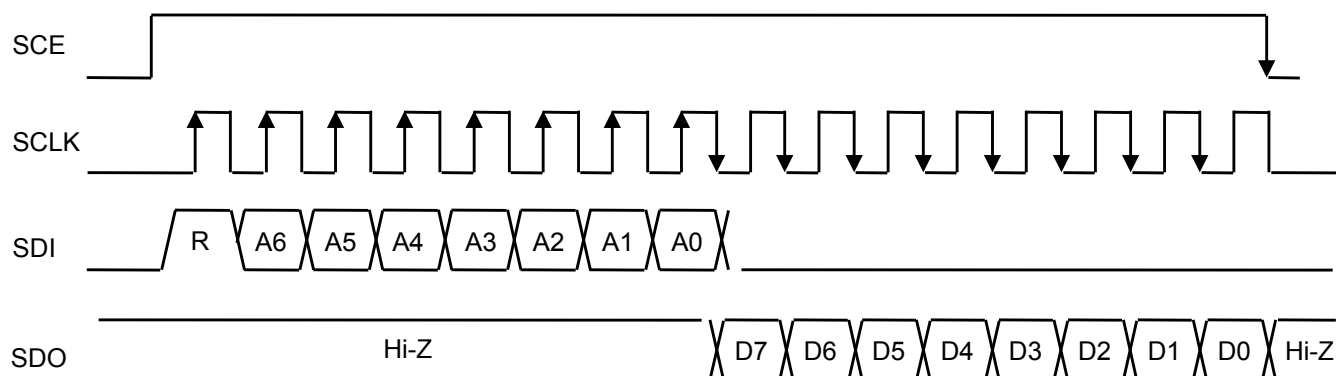 SCE
SCLK
SDI R A6 A5 A4 A3 A2 A1 A0
SDO Hi-Z D7 D6 D5 D4 D3 D2 D1 D0 Hi-Z